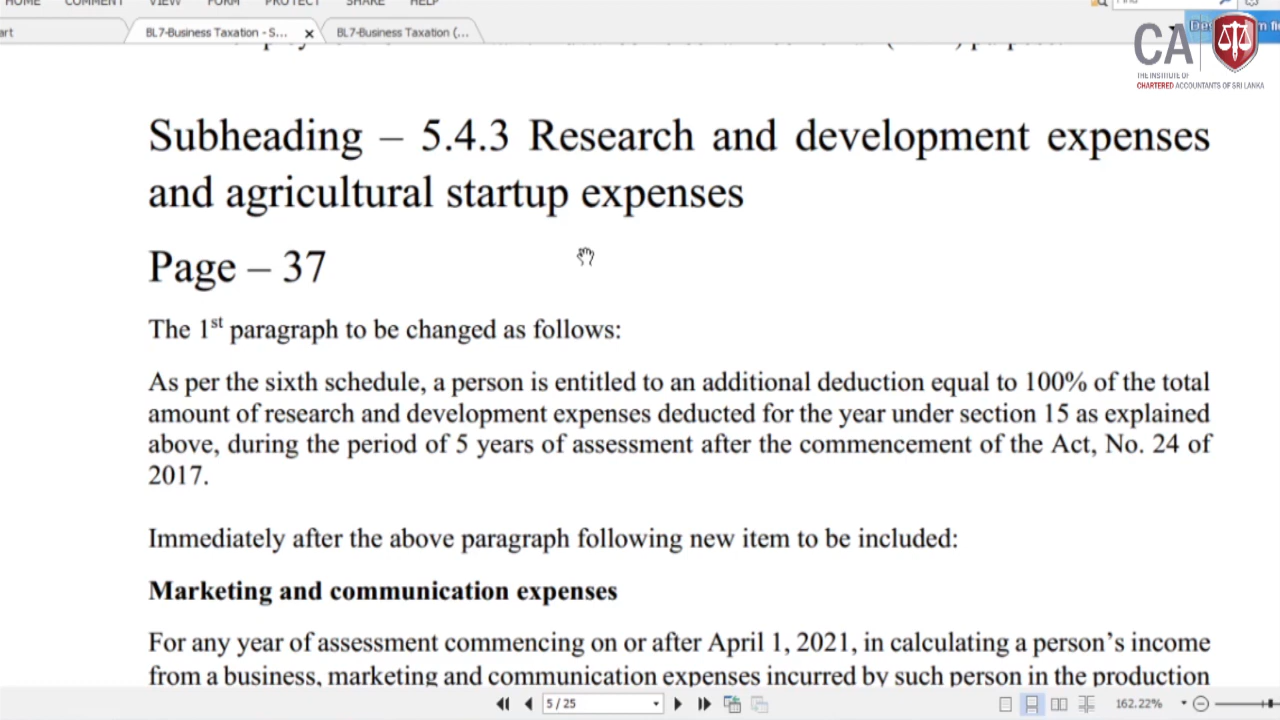 HOME COMMENT VIEW FORM PROTECT SHARE HELP
art BL7-Business Taxation - S... x BL7-Business Taxation (...
CA
THE INSTITUTE OF
CHARTERED ACCOUNTANTS OF SRI LANKA
Subheading – 5.4.3 Research and development expenses
and agricultural startup expenses
Page – 37
The 1st paragraph to be changed as follows:
As per the sixth schedule, a person is entitled to an additional deduction equal to 100% of the total
amount of research and development expenses deducted for the year under section 15 as explained
above, during the period of 5 years of assessment after the commencement of the Act, No. 24 of
2017.
Immediately after the above paragraph following new item to be included:
Marketing and communication expenses
For any year of assessment commencing on or after April 1, 2021, in calculating a person’s income
from a business, marketing and communication expenses incurred by such person in the production
5 / 25
162.22%